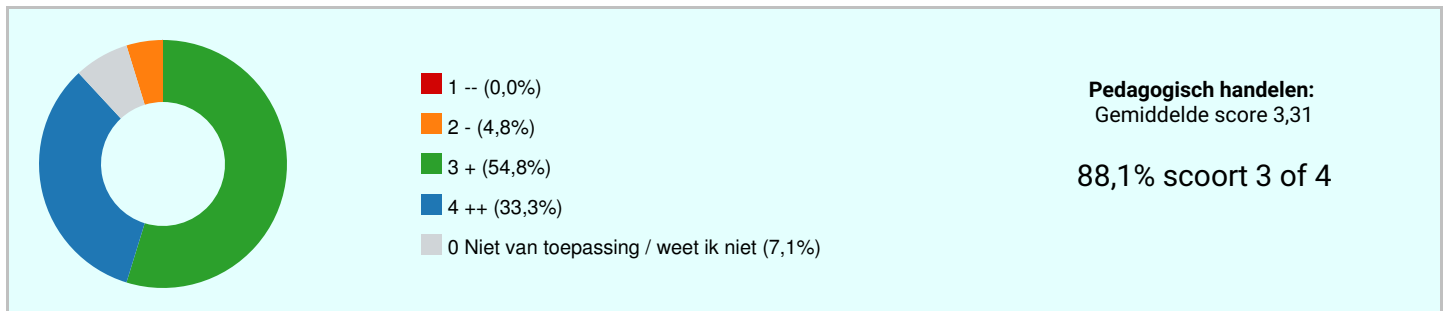 1 -- (0,0%)
2 - (4,8%)
3 + (54,8%)
4 ++ (33,3%)
0 Niet van toepassing / weet ik niet (7,1%)
Pedagogisch handelen:
Gemiddelde score 3,31
88,1% scoort 3 of 4